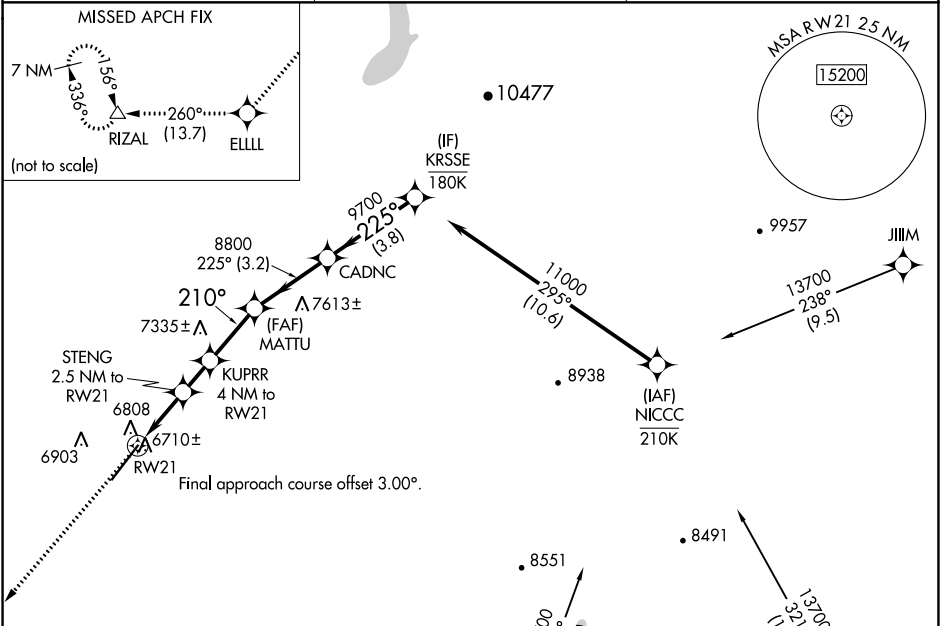 MISSED APCH FIX
7 NM
156°
336°
260°
(13.7)
RIZAL
ELLLL
(not to scale)
10477
MSA RW21 25 NM
15200
(IF)
KRSSE
180K
9700
225°
(3.8)
8800
225° (3.2)
CADNC
9957
JIIIM
13700
238°
(9.5)
11000
295°
(10.6)
210°
7613±
(FAF)
MATTU
7335±
STENG
2.5 NM to
RW21
KUPRR
4 NM to
RW21
8938
(IAF)
NICCC
210K
6808
6710±
6903
RW21
Final approach course offset 3.00°.
8551
8491
13700
321